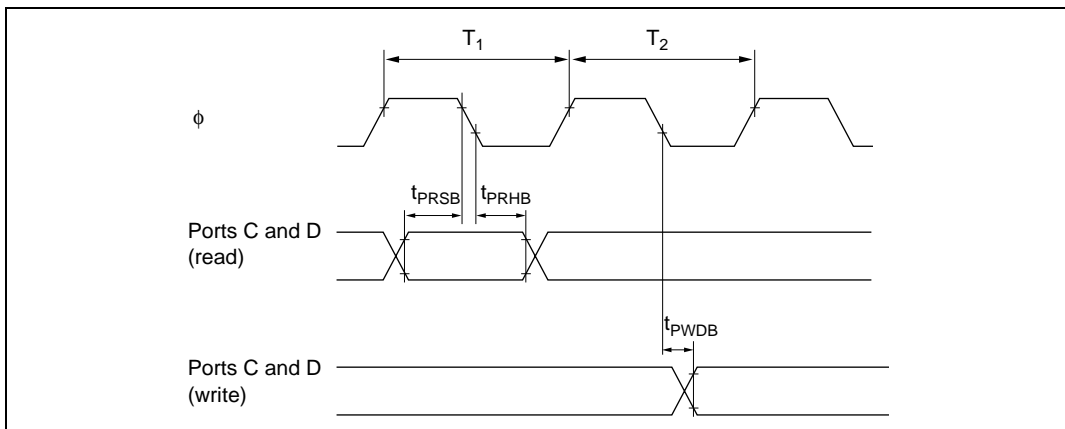 T1 T2
ϕ
tPRSB tPRHB
Ports C and D
(read)
tPWDB
Ports C and D
(write)